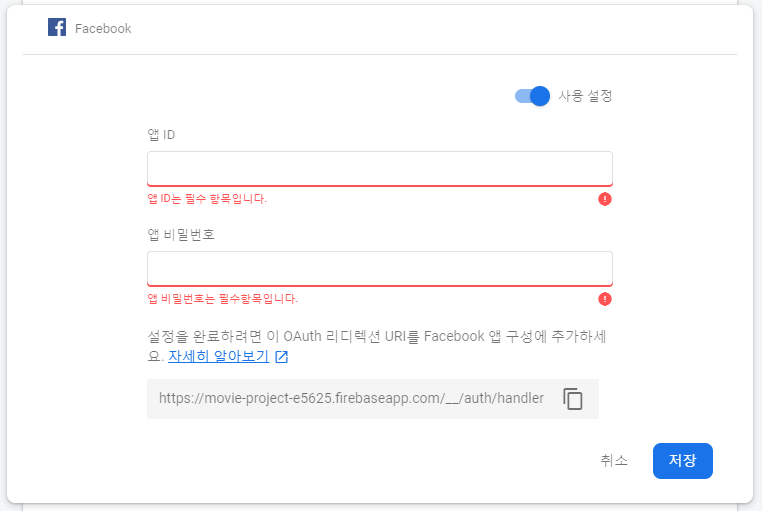 Facebook
사용 설정
앱 ID
앱 ID는 필수 항목입니다.
앱 비밀번호
앱 비밀번호는 필수항목입니다.
설정을 완료하려면 이 OAuth 리디렉션 URI를 Facebook 앱 구성에 추가하세
요. 자세히 알아보기
https://movie-project-e5625.firebaseapp.com/__/auth/handler
취소
저장